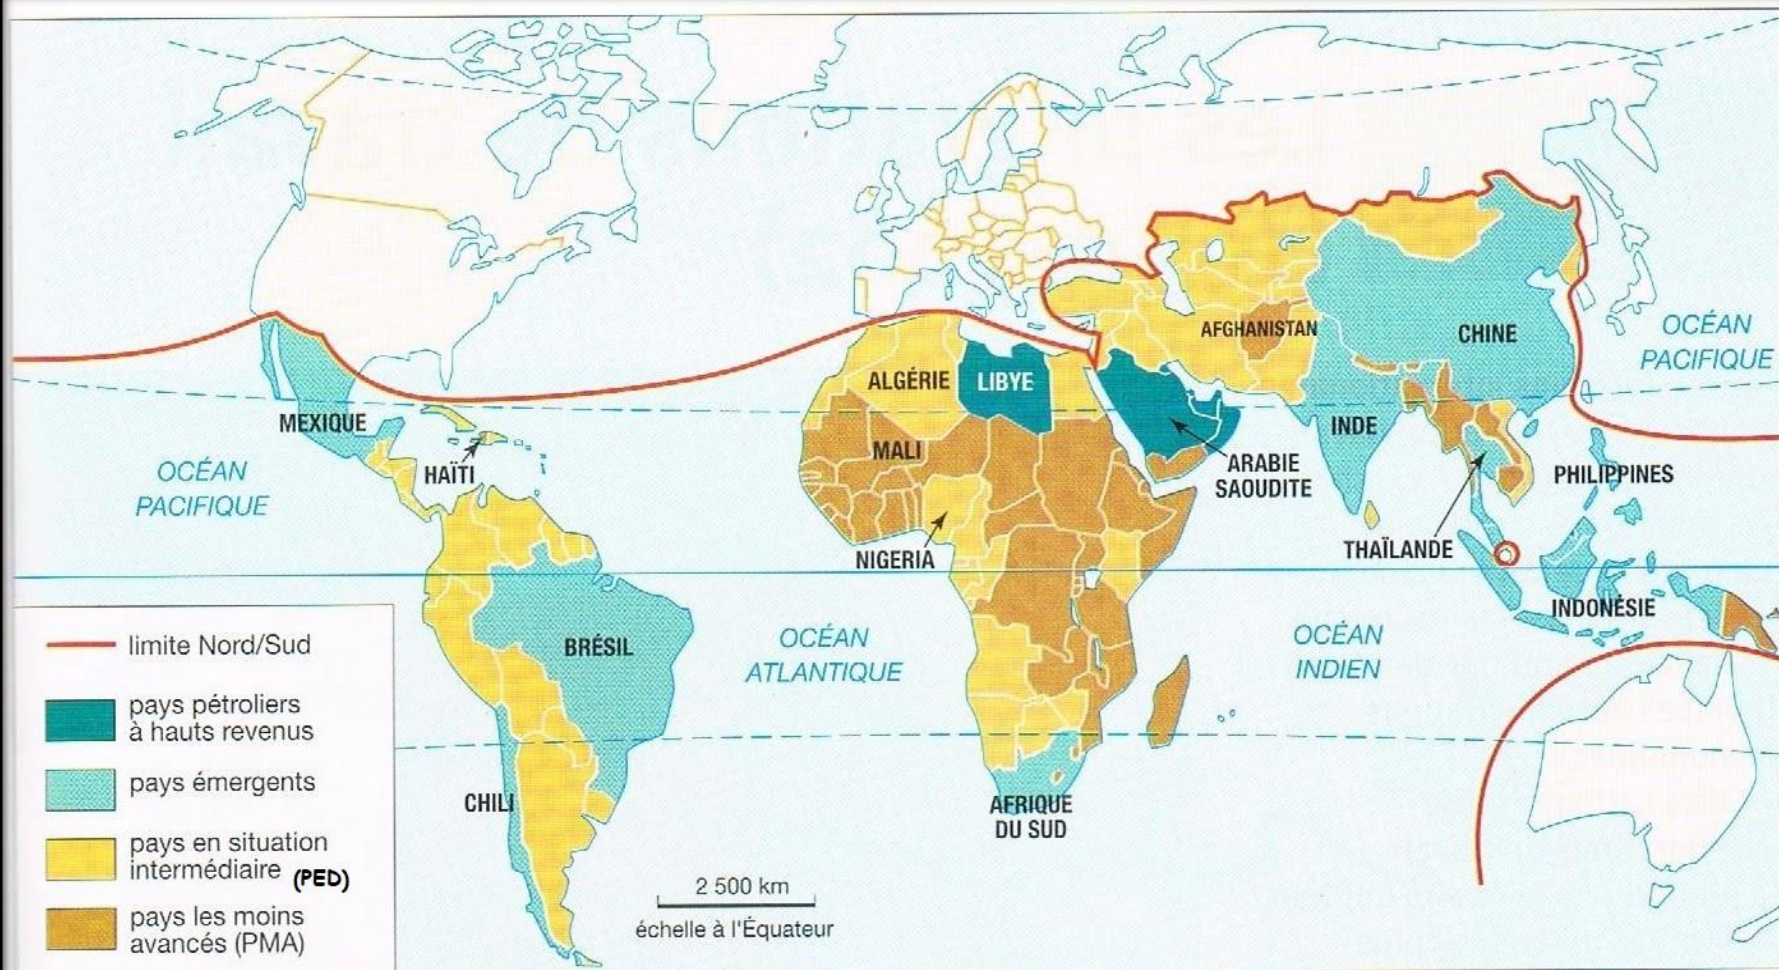 AFGHANISTAN
CHINE
OCÉAN
PACIFIQUE
ALGÉRIE
LIBYE
MEXIQUE
INDE
MALI
HAÏTI
ARABIE
SAOUDITE
PHILIPPINES
OCÉAN
PACIFIQUE
NIGERIA
THAÏLANDE
INDONÉSIE
BRÉSIL
OCÉAN
ATLANTIQUE
OCÉAN
INDIEN
CHILI
AFRIQUE
DU SUD
limite Nord/Sud
pays pétroliers
à hauts revenus
pays émergents
pays en situation
intermédiaire (PED)
pays les moins
avancés (PMA)
2 500 km
échelle à l'Équateur